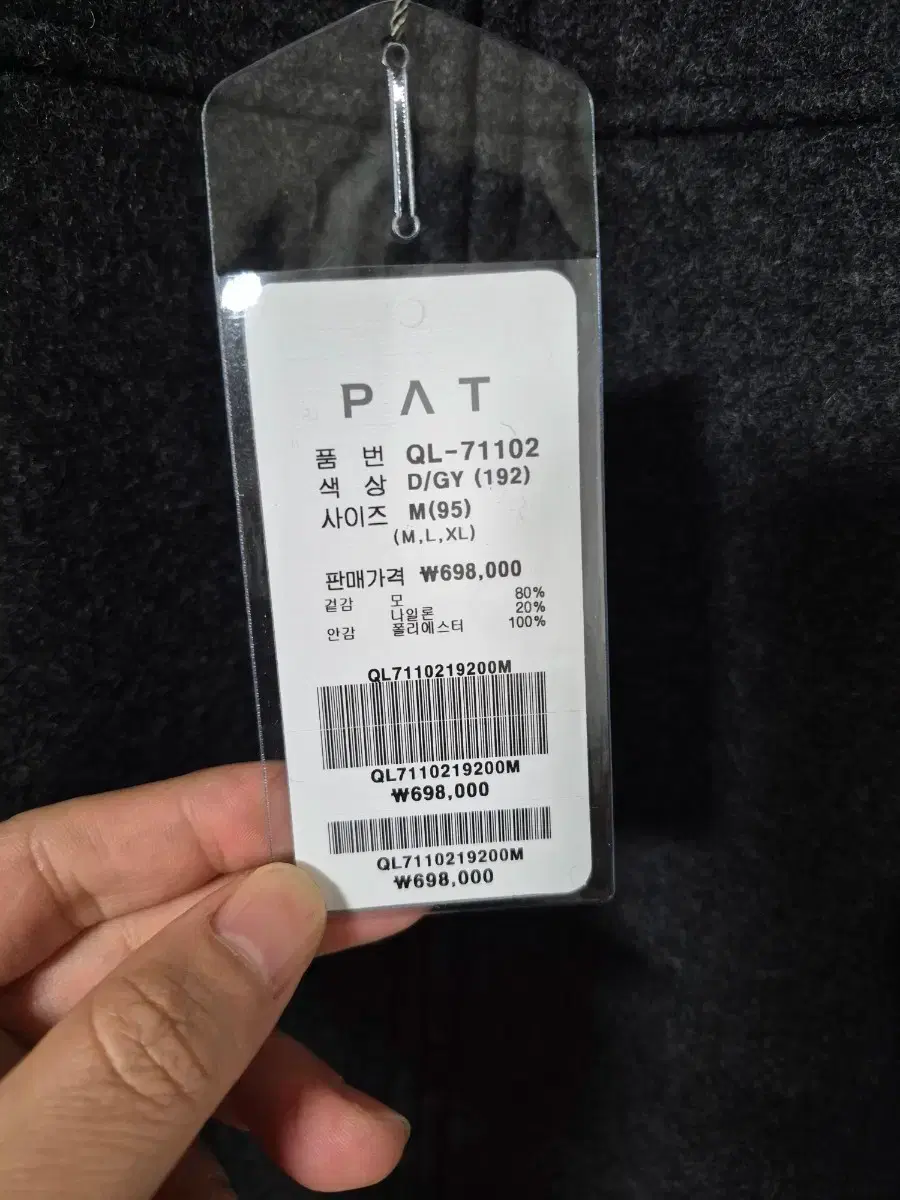 PAT
품 번 QL-71102
색 상 D/GY (192)
사이즈 M(95)
(M,L,XL)
판매가격 ₩698,000
겉감 모 80%
나일론 20%
안감 폴리에스터 100%
QL7110219200M
QL7110219200M
₩698,000
QL7110219200M
₩698,000